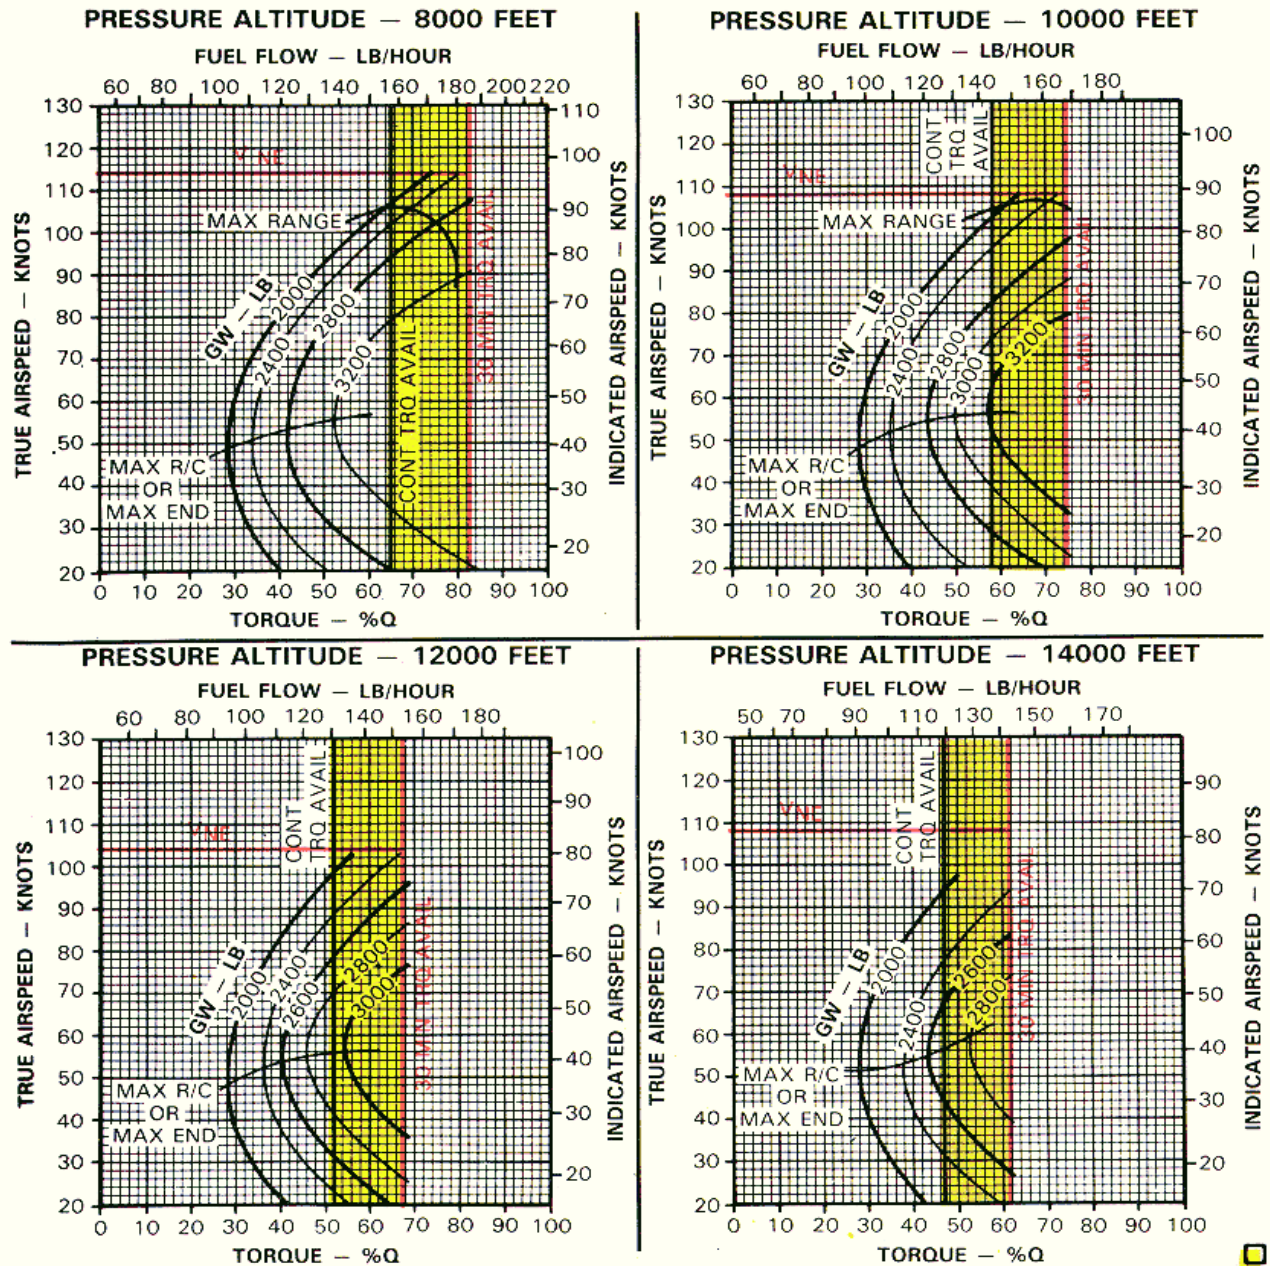 PRESSURE ALTITUDE — 8000 FEET
FUEL FLOW — LB/HOUR
60 80 100 120 140 160 180 200 220
130
120
110
100
90
80
70
60
50
40
30
20
TRUE AIRSPEED — KNOTS
110
100
90
80
70
60
50
40
30
20
INDICATED AIRSPEED — KNOTS
VNE
MAX RANGE
GW — LB
2000
2400
2800
3200
CONT TRQ AVAIL
30 MIN TRQ AVAIL
MAX R/C
OR
MAX END
0 10 20 30 40 50 60 70 80 90 100
TORQUE — %Q
PRESSURE ALTITUDE — 10000 FEET
FUEL FLOW — LB/HOUR
60 80 100 120 140 160 180
130
120
110
100
90
80
70
60
50
40
30
20
TRUE AIRSPEED — KNOTS
100
90
80
70
60
50
40
30
20
INDICATED AIRSPEED — KNOTS
CONT
TRQ
AVAIL
VNE
MAX RANGE
GW — LB
2000
2400
2800
3000
3200
30 MIN TRQ AVAIL
MAX R/C
OR
MAX END
0 10 20 30 40 50 60 70 80 90 100
TORQUE — %Q
PRESSURE ALTITUDE — 12000 FEET
FUEL FLOW — LB/HOUR
60 80 100 120 130 140 160 180
130
120
110
100
90
80
70
60
50
40
30
20
TRUE AIRSPEED — KNOTS
100
90
80
70
60
50
40
30
20
INDICATED AIRSPEED — KNOTS
CONT
TRQ AVAIL
VNE
GW — LB
2000
2400
2600
2800
3000
30 MIN TRQ AVAIL
MAX R/C
OR
MAX END
0 10 20 30 40 50 60 70 80 90 100
TORQUE — %Q
PRESSURE ALTITUDE — 14000 FEET
FUEL FLOW — LB/HOUR
50 70 90 110 130 150 170
130
120
110
100
90
80
70
60
50
40
30
20
TRUE AIRSPEED — KNOTS
90
80
70
60
50
40
30
20
INDICATED AIRSPEED — KNOTS
CONT
TRQ AVAIL
VNE
GW — LB
2000
2400
2600
2800
30 MIN TRQ AVAIL
MAX R/C
OR
MAX END
0 10 20 30 40 50 60 70 80 90 100
TORQUE — %Q